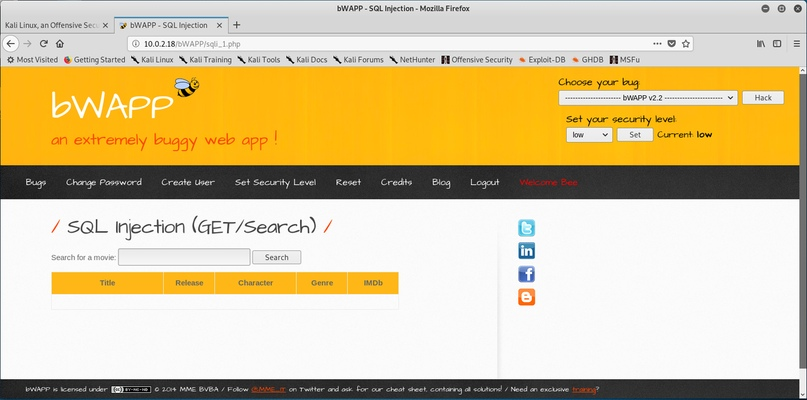 bWAPP - SQL Injection - Mozilla Firefox
Kali Linux, an Offensive Sec
bWAPP - SQL Injection
10.0.2.18/bWAPP/sqli_1.php
Most Visited Getting Started Kali Linux Kali Training Kali Tools Kali Docs Kali Forums NetHunter Offensive Security Exploit-DB GHDB MSFu
bWAPP
an extremely buggy web app !
Choose your bug:
---------------------- bWAPP v2.2 ----------------------- Hack
Set your security level:
low Set Current: low
Bugs Change Password Create User Set Security Level Reset Credits Blog Logout Welcome Bee
/ SQL Injection (GET/Search) /
Search for a movie: Search
Title Release Character Genre IMDb
bWAPP is licensed under BY-NC-ND © 2014 MME BVBA / Follow @MME_IT on Twitter and ask for our cheat sheet, containing all solutions! / Need an exclusive training?